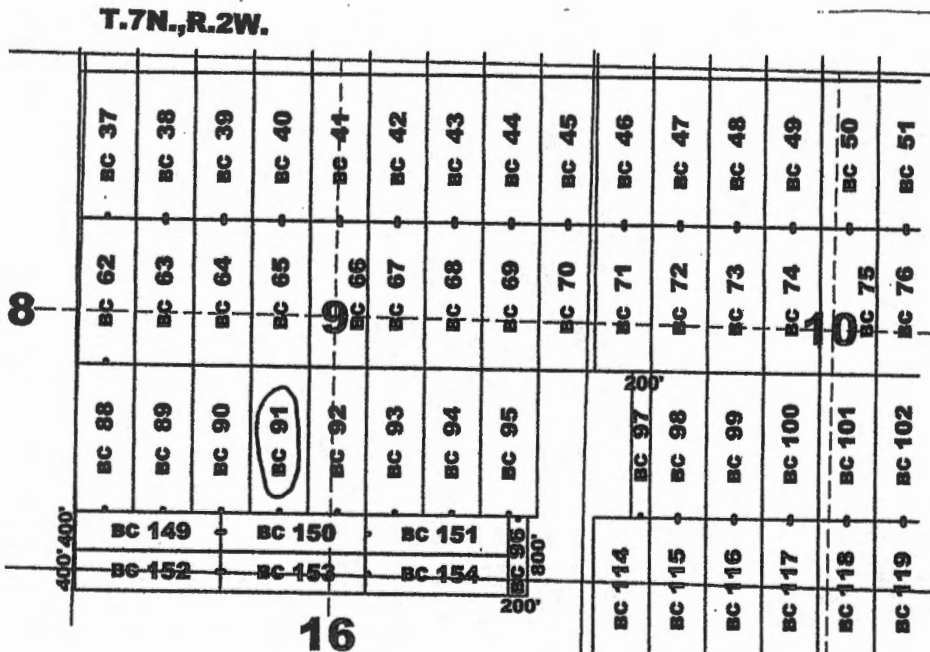 T.7N.,R.2W.
BC 37
BC 38
BC 39
BC 40
BC 41
BC 42
BC 43
BC 44
BC 45
BC 46
BC 47
BC 48
BC 49
BC 50
BC 51
BC 62
BC 63
BC 64
BC 65
BC 66
BC 67
BC 68
BC 69
BC 70
BC 71
BC 72
BC 73
BC 74
BC 75
BC 76
8
9
10
200'
BC 88
BC 89
BC 90
BC 91
BC 92
BC 93
BC 94
BC 95
BC 97
BC 98
BC 99
BC 100
BC 101
BC 102
400'
BC 149
BC 150
BC 151
BC 96
800'
400'
BC 152
BC 153
BC 154
200'
BC 114
BC 115
BC 116
BC 117
BC 118
BC 119
16